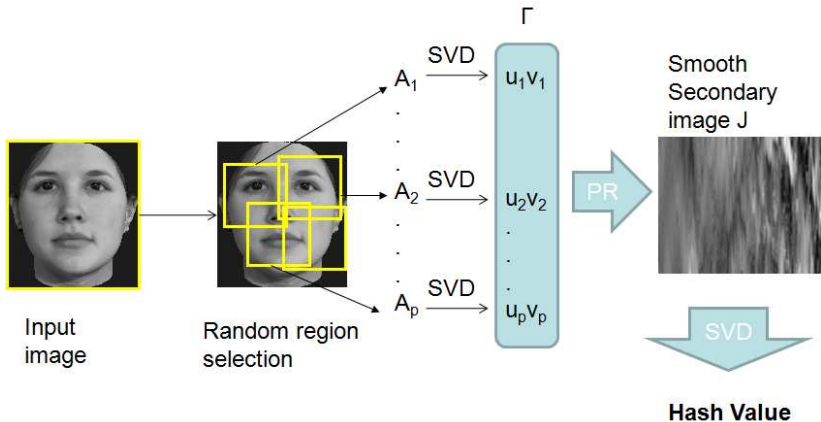 Γ
SVD
A₁
u₁v₁
Smooth
Secondary
image J
.
.
.
SVD
A₂
u₂v₂
PR
.
.
.
.
.
.
SVD
Aₚ
uₚvₚ
Input
image
Random region
selection
SVD
Hash Value